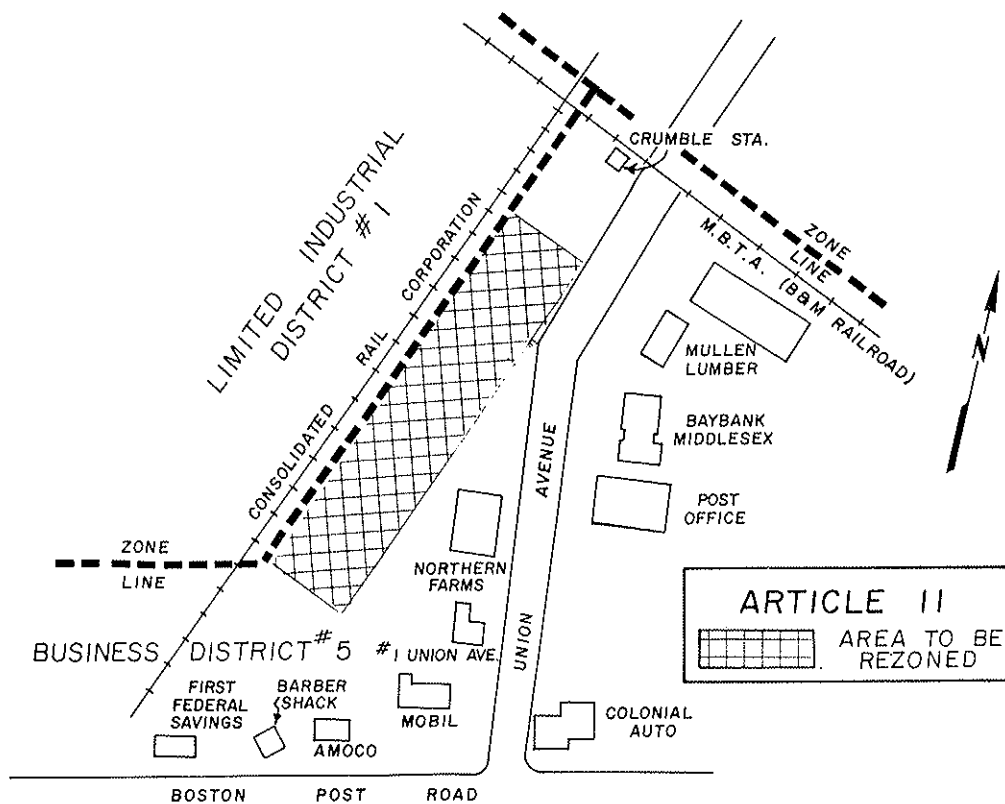 CRUMBLE STA.
LIMITED INDUSTRIAL
DISTRICT #1
CONSOLIDATED RAIL CORPORATION
ZONE
LINE
M.B.T.A. (B&M RAILROAD)
MULLEN
LUMBER
BAYBANK
MIDDLESEX
POST
OFFICE
N
UNION AVENUE
NORTHERN
FARMS
ZONE
LINE
BUSINESS DISTRICT #5
#1 UNION AVE.
FIRST
FEDERAL
SAVINGS
BARBER
SHACK
AMOCO
MOBIL
COLONIAL
AUTO
ARTICLE 11
AREA TO BE
REZONED
BOSTON POST ROAD